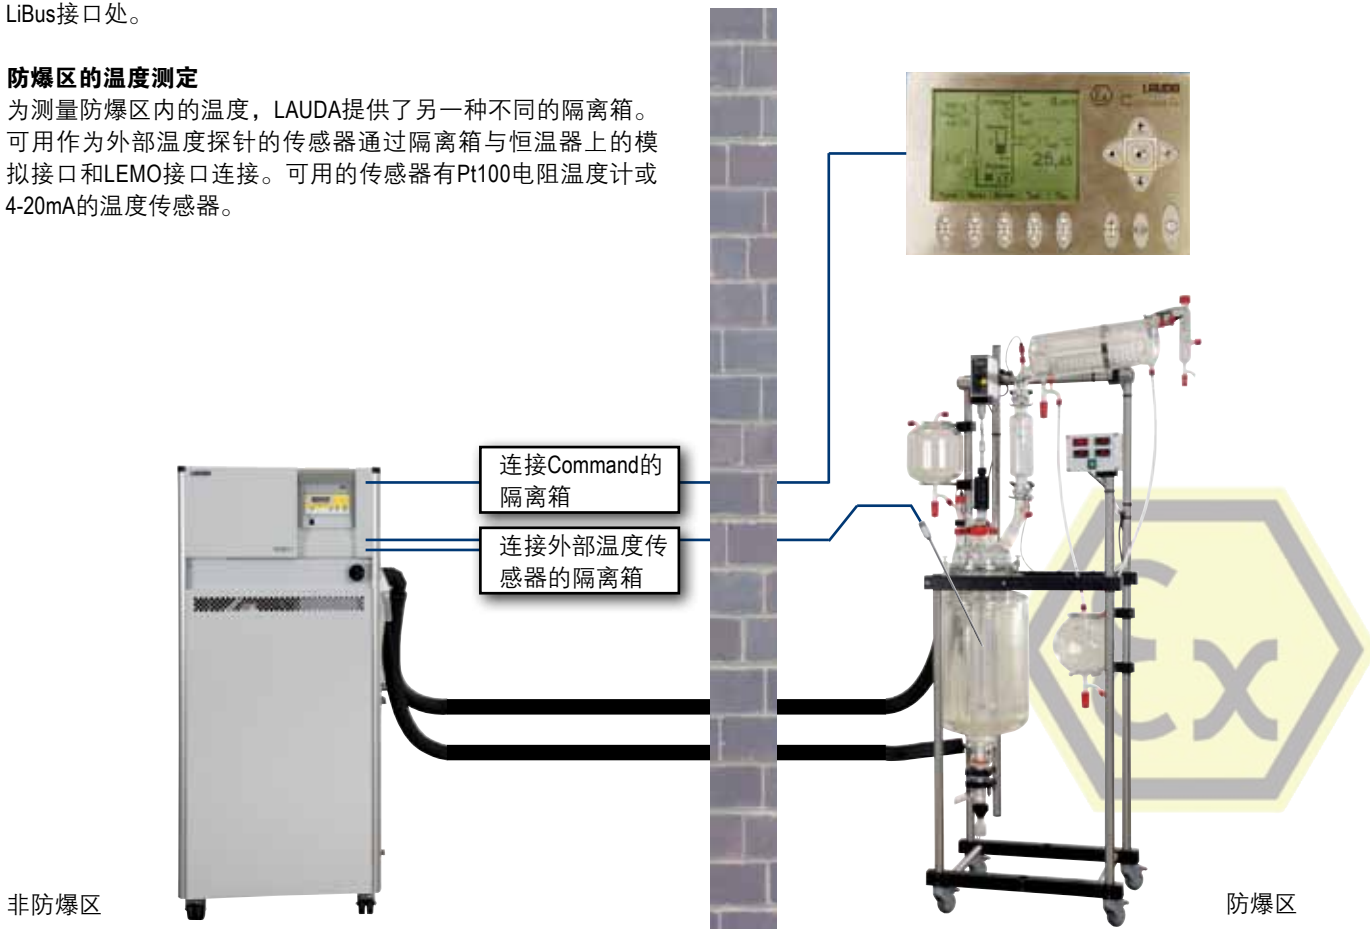 LiBus接口处。
防爆区的温度测定
为测量防爆区内的温度，LAUDA提供了另一种不同的隔离箱。
可用作为外部温度探针的传感器通过隔离箱与恒温器上的模
拟接口和LEMO接口连接。可用的传感器有Pt100电阻温度计或
4-20mA的温度传感器。
LAUDA
连接Command的
隔离箱
连接外部温度传
感器的隔离箱
Ex
非防爆区
防爆区